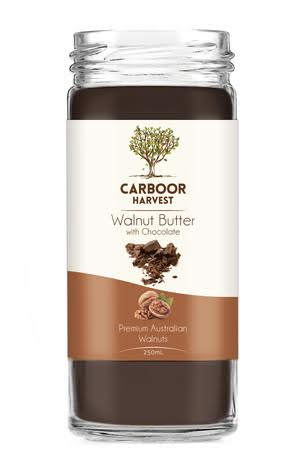 CARBOOR
HARVEST
Walnut Butter
with Chocolate
Premium Australian
Walnuts
250mL